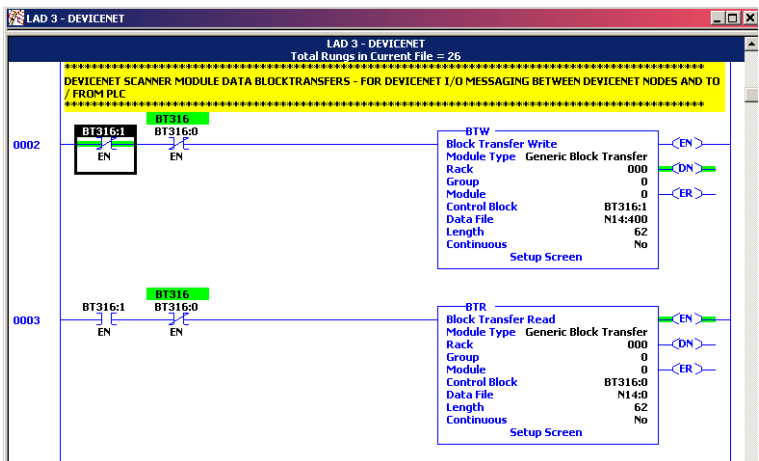 LAD 3 - DEVICENET
LAD 3 - DEVICENET
Total Rungs in Current File = 26
DEVICENET SCANNER MODULE DATA BLOCKTRANSFERS - FOR DEVICENET I/O MESSAGING BETWEEN DEVICENET NODES AND TO
/ FROM PLC
0002
BT316:1
EN
BT316
BT316:0
EN
BTW
Block Transfer Write
Module Type Generic Block Transfer
Rack 000
Group 0
Module 0
Control Block BT316:1
Data File N14:400
Length 62
Continuous No
Setup Screen
EN
DN
ER
0003
BT316:1
EN
BT316
BT316:0
EN
BTR
Block Transfer Read
Module Type Generic Block Transfer
Rack 000
Group 0
Module 0
Control Block BT316:0
Data File N14:0
Length 62
Continuous No
Setup Screen
EN
DN
ER